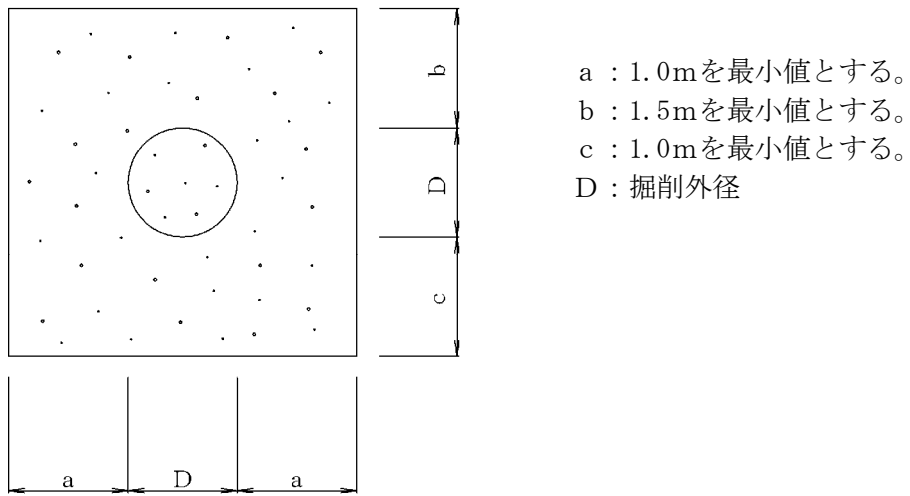 b
D
c
a
D
a
a : 1.0mを最小値とする。
b : 1.5mを最小値とする。
c : 1.0mを最小値とする。
D : 掘削外径